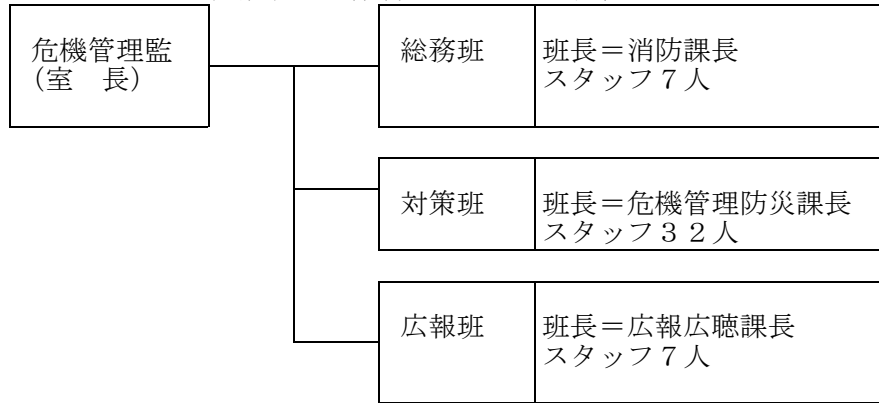 危機管理監
（室　長）
総務班
班長＝消防課長
スタッフ７人
対策班
班長＝危機管理防災課長
スタッフ３２人
広報班
班長＝広報広聴課長
スタッフ７人